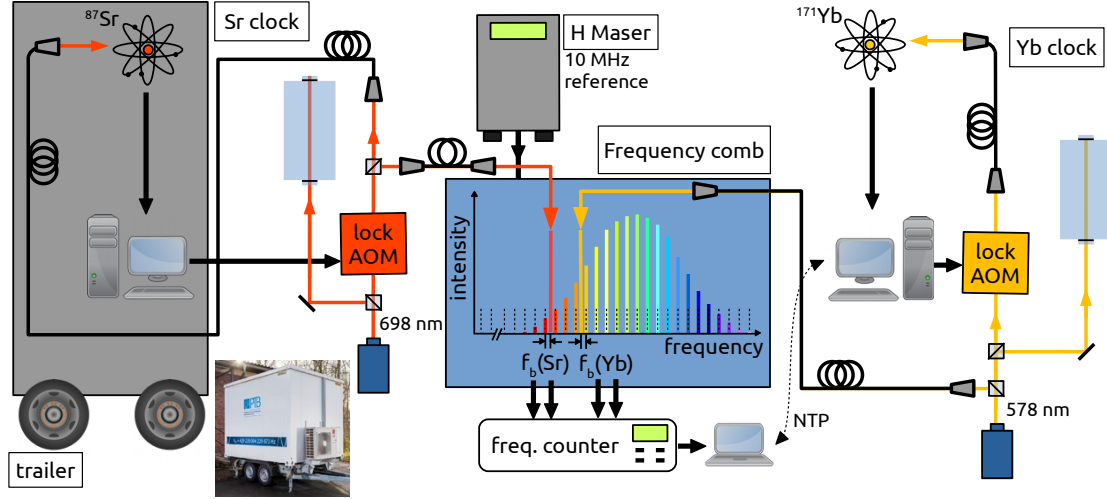 ⁸⁷Sr
Sr clock
H Maser
10 MHz
reference
¹⁷¹Yb
Yb clock
Frequency comb
lock
AOM
intensity
lock
AOM
698 nm
frequency
f_b(Sr)
f_b(Yb)
578 nm
NTP
freq. counter
trailer
PTB